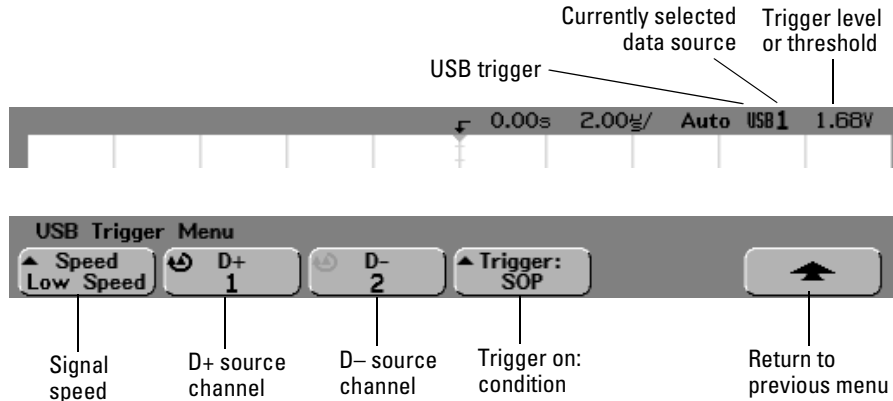 Currently selected
data source
Trigger level
or threshold
USB trigger
0.00s 2.00㎲/ Auto USB 1 1.68V
USB Trigger Menu
Speed
Low Speed
D+
1
D-
2
Trigger:
SOP
Signal
speed
D+ source
channel
D– source
channel
Trigger on:
condition
Return to
previous menu